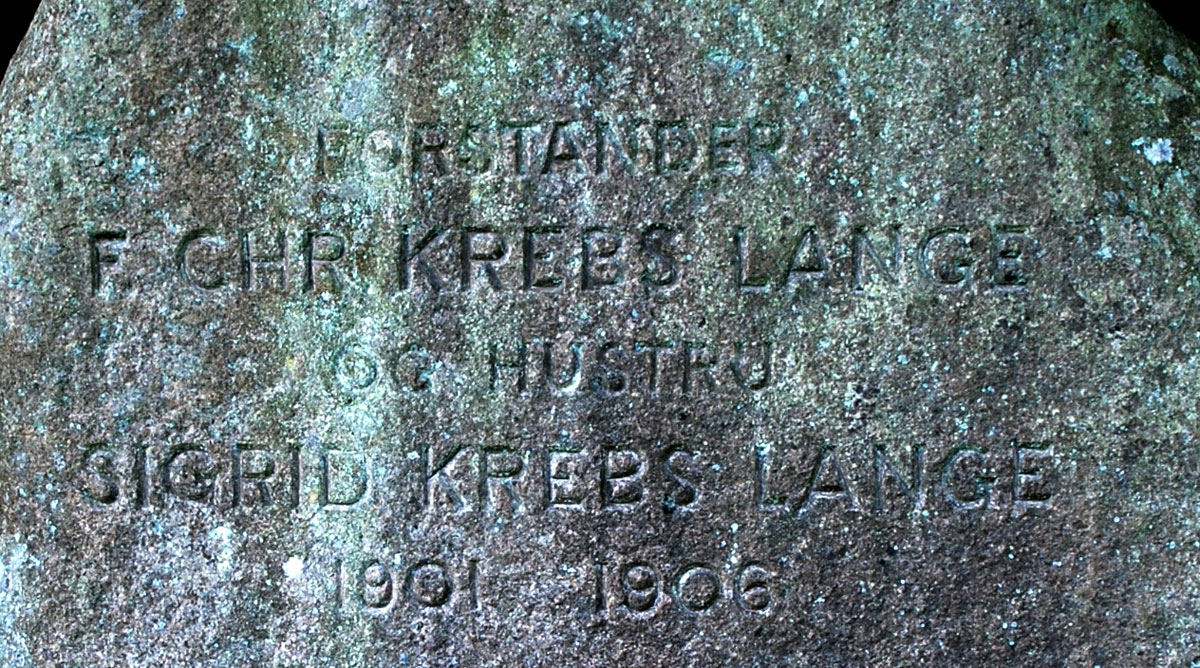 FORSTANDER
F. CHR KREBS LANGE
OG HUSTRU
SIGRID KREBS LANGE
1901 1906